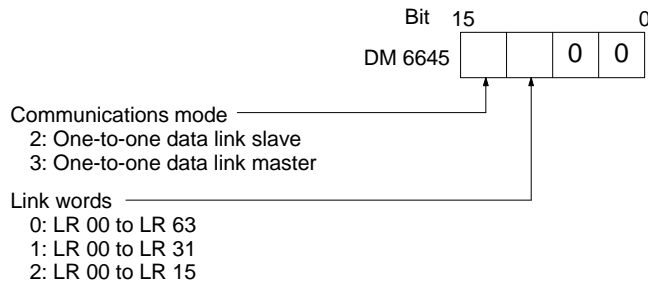 Bit 15 0
DM 6645 0 0
Communications mode
2: One-to-one data link slave
3: One-to-one data link master
Link words
0: LR 00 to LR 63
1: LR 00 to LR 31
2: LR 00 to LR 15